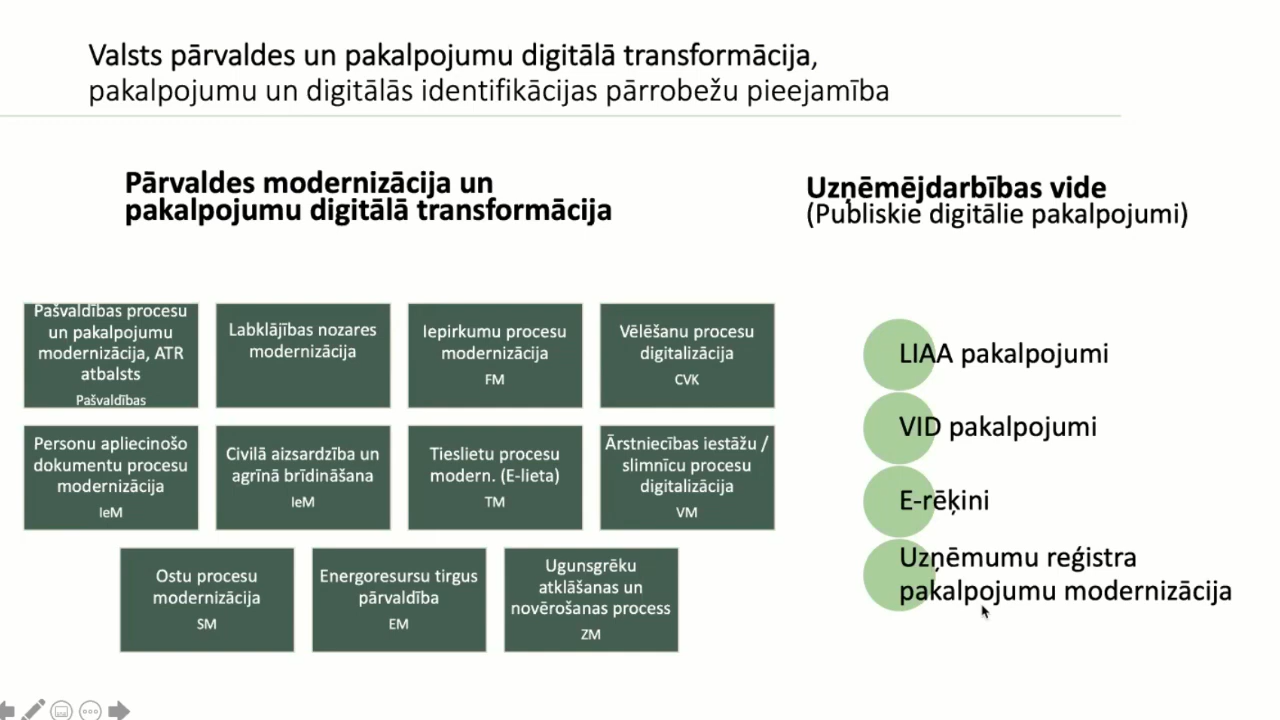 Valsts pārvaldes un pakalpojumu digitālā transformācija,
pakalpojumu un digitālās identifikācijas pārrobežu pieejamība
Pārvaldes modernizācija un
pakalpojumu digitālā transformācija
Pašvaldības procesu
un pakalpojumu
modernizācija, ATR
atbalsts
Pašvaldības
Labklājības nozares
modernizācija
Iepirkumu procesu
modernizācija
FM
Vēlēšanu procesu
digitalizācija
CVK
Personu apliecinošo
dokumentu procesu
modernizācija
IeM
Civilā aizsardzība un
agrīnā brīdināšana
IeM
Tieslietu procesu
modern. (E-lieta)
TM
Ārstniecības iestāžu /
slimnīcu procesu
digitalizācija
VM
Ostu procesu
modernizācija
SM
Energoresursu tirgus
pārvaldība
EM
Ugunsgrēku
atklāšanas un
novērošanas process
ZM
Uzņēmējdarbības vide
(Publiskie digitālie pakalpojumi)
LIAA pakalpojumi
VID pakalpojumi
E-rēķini
Uzņēmumu reģistra
pakalpojumu modernizācija